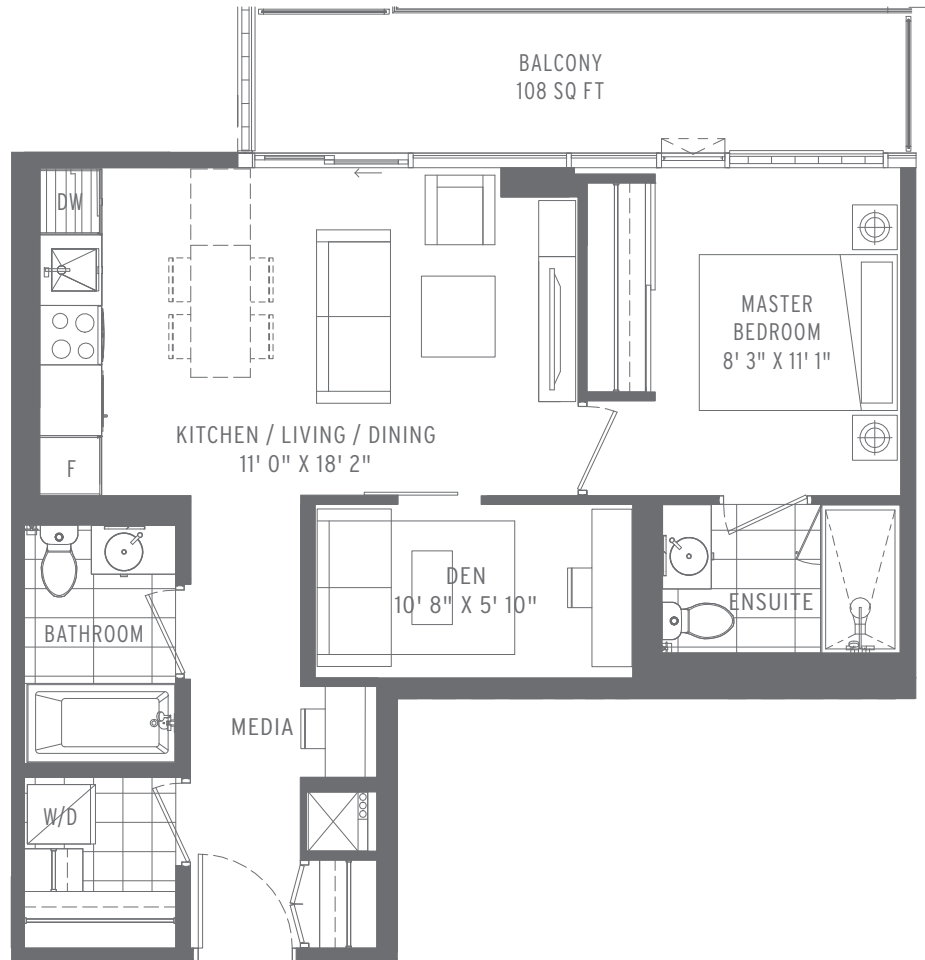 BALCONY
108 SQ FT
DW
MASTER
BEDROOM
8' 3" X 11' 1"
KITCHEN / LIVING / DINING
11' 0" X 18' 2"
F
DEN
10' 8" X 5' 10"
ENSUITE
BATHROOM
MEDIA
W/D